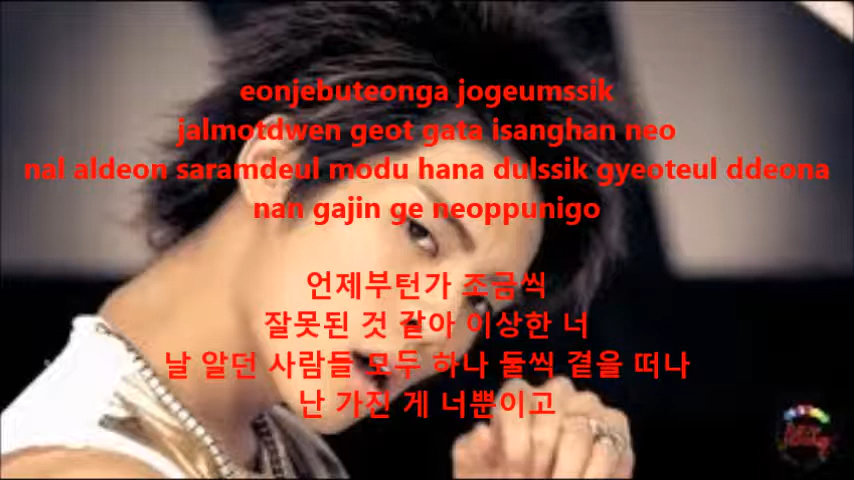 eonjebuteonga jogeumssik
jalmotdwen geot gata isanghan neo
nal aldeon saramdeul modu hana dulssik gyeoteul ddeona
nan gajin ge neoppunigo
언제부턴가 조금씩
잘못된 것 같아 이상한 너
날 알던 사람들 모두 하나 둘씩 곁을 떠나
난 가진 게 너뿐이고